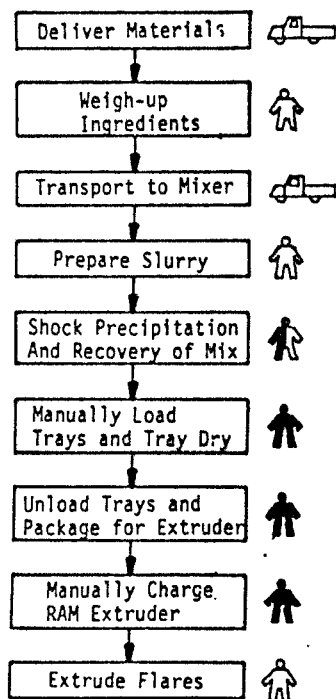 Deliver Materials
Weigh-up
Ingredients
Transport to Mixer
Prepare Slurry
Shock Precipitation
And Recovery of Mix
Manually Load
Trays and Tray Dry
Unload Trays and
Package for Extruder
Manually Charge
RAM Extruder
Extrude Flares